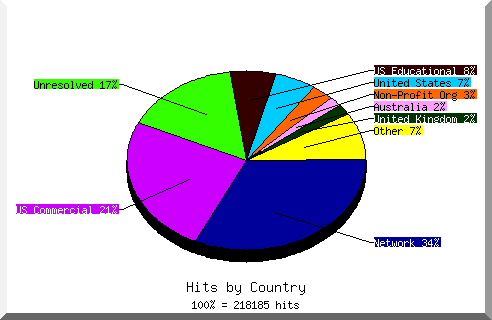 US Educational 8%
United States 7%
Unresolved 17%
Non-Profit Org 3%
Australia 2%
United Kingdom 2%
Other 7%
US Commercial 21%
Network 34%
Hits by Country
100% = 218185 hits